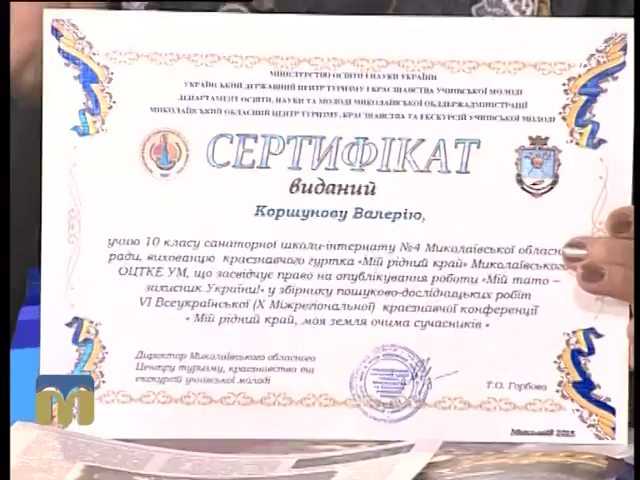 МІНІСТЕРСТВО ОСВІТИ І НАУКИ УКРАЇНИ
УКРАЇНСЬКИЙ ДЕРЖАВНИЙ ЦЕНТР ТУРИЗМУ І КРАЄЗНАВСТВА УЧНІВСЬКОЇ МОЛОДІ
ДЕПАРТАМЕНТ ОСВІТИ, НАУКИ ТА МОЛОДІ МИКОЛАЇВСЬКОЇ ОБЛДЕРЖАДМІНІСТРАЦІЇ
МИКОЛАЇВСЬКИЙ ОБЛАСНИЙ ЦЕНТР ТУРИЗМУ, КРАЄЗНАВСТВА ТА ЕКСКУРСІЙ УЧНІВСЬКОЇ МОЛОДІ
СЕРТИФІКАТ
виданий
Коршунову Валерію,
учню 10 класу санаторної школи-інтернату №4 Миколаївської обласн
ради, вихованцю краєзнавчого гуртка «Мій рідний край» Миколаївського
ОЦТКЕ УМ, що засвідчує право на опублікування роботи «Мій тато –
захисник України!» у збірнику пошуково-дослідницьких робіт
VI Всеукраїнської (X Міжрегіональної) краєзнавчої конференції
« Мій рідний край, моя земля очима сучасників »
Директор Миколаївського обласного
Центру туризму, краєзнавства та
екскурсій учнівської молоді
Т.О. Горбова
Миколаїв 2015